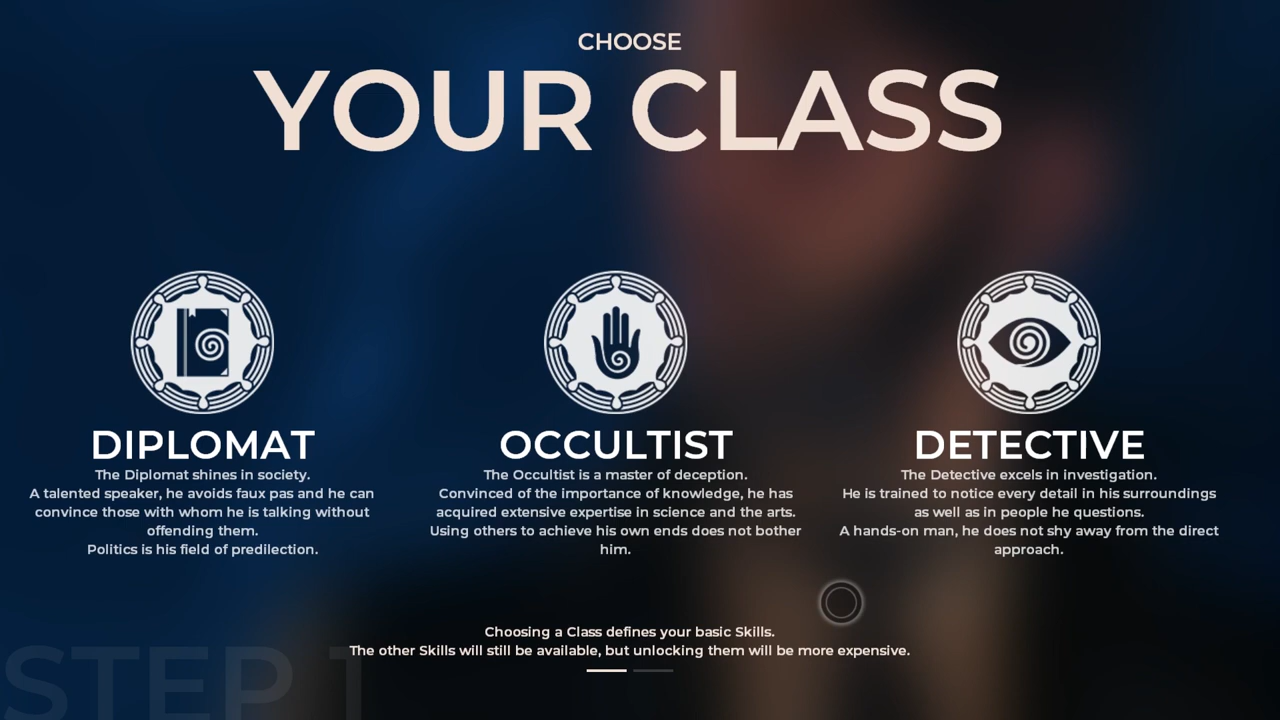 CHOOSE
YOUR CLASS
DIPLOMAT
The Diplomat shines in society.
A talented speaker, he avoids faux pas and he can
convince those with whom he is talking without
offending them.
Politics is his field of predilection.
OCCULTIST
The Occultist is a master of deception.
Convinced of the importance of knowledge, he has
acquired extensive expertise in science and the arts.
Using others to achieve his own ends does not bother
him.
DETECTIVE
The Detective excels in investigation.
He is trained to notice every detail in his surroundings
as well as in people he questions.
A hands-on man, he does not shy away from the direct
approach.
Choosing a Class defines your basic Skills.
The other Skills will still be available, but unlocking them will be more expensive.
STEP 1